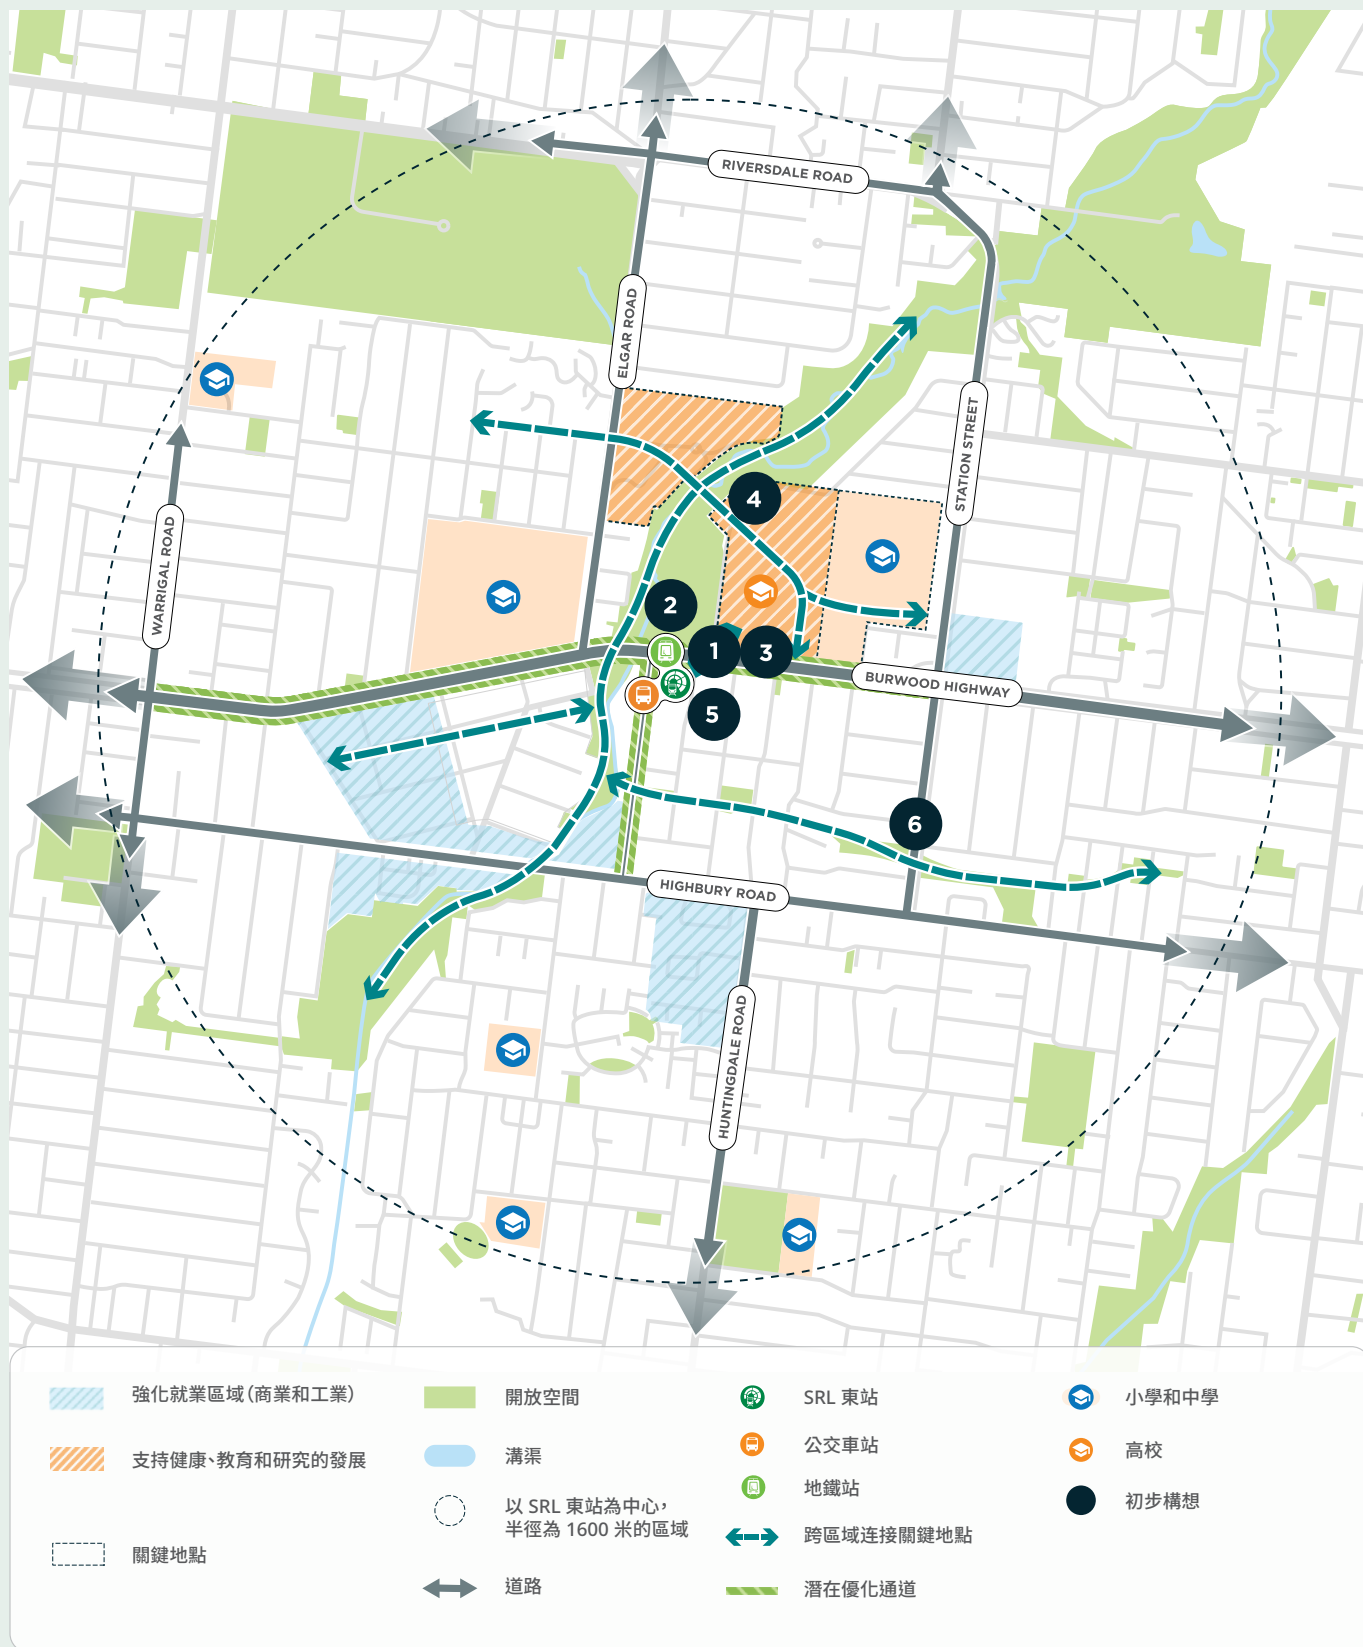 RIVERSDALE ROAD
ELGAR ROAD
STATION STREET
WARRIGAL ROAD
4
2
1
3
BURWOOD HIGHWAY
5
6
HIGHBURY ROAD
HUNTINGDALE ROAD
強化就業區域（商業和工業）
支持健康、教育和研究的發展
關鍵地點
開放空間
溝渠
以 SRL 東站為中心，
半徑為 1600 米的區域
道路
SRL 東站
公交車站
地鐵站
跨區域连接關鍵地點
潛在優化通道
小學和中學
高校
初步構想